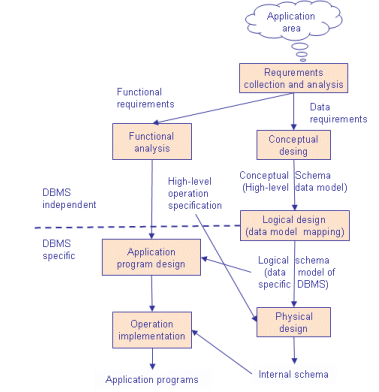 Application
area
Requrements
collection and analysis
Functional
requirements
Data
requirements
Functional
analysis
Conceptual
desing
High-level
operation
specification
Conceptual Schema
(High-level data model)
DBMS
independent
Logical design
(data model mapping)
DBMS
specific
Application
program design
Logical schema
(data model of
specific DBMS)
Operation
implementation
Physical
design
Application programs
Internal schema